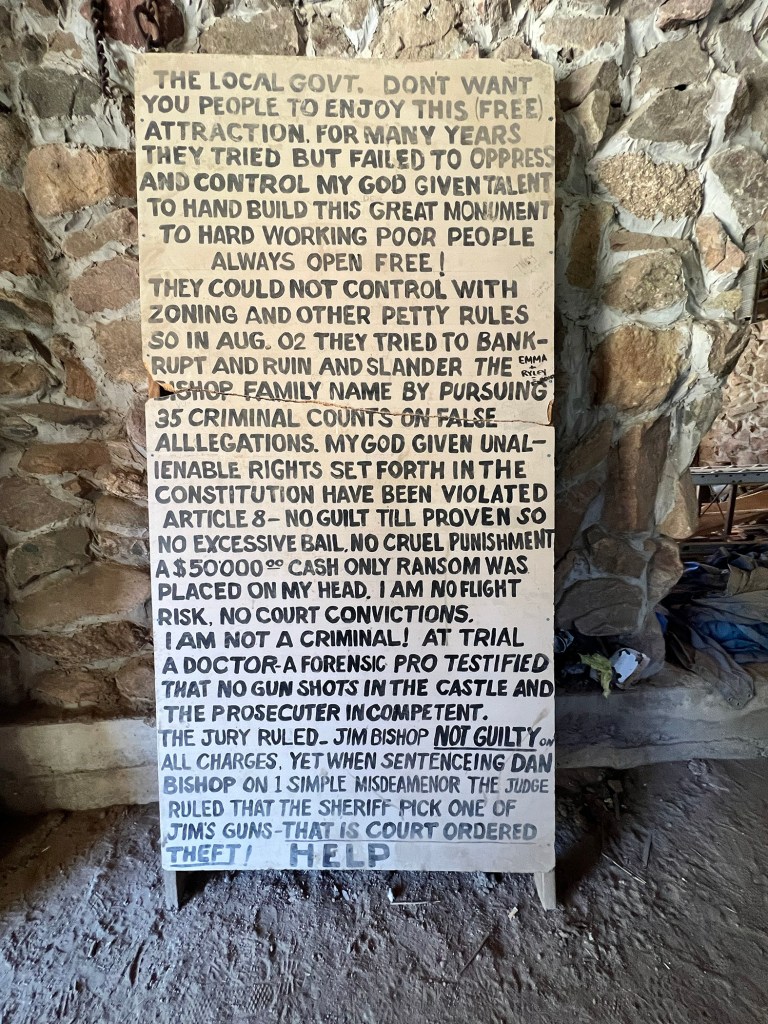 THE LOCAL GOVT. DONT WANT
YOU PEOPLE TO ENJOY THIS (FREE)
ATTRACTION. FOR MANY YEARS
THEY TRIED BUT FAILED TO OPPRESS
AND CONTROL MY GOD GIVEN TALENT
TO HAND BUILD THIS GREAT MONUMENT
TO HARD WORKING POOR PEOPLE
ALWAYS OPEN FREE!
THEY COULD NOT CONTROL WITH
ZONING AND OTHER PETTY RULES
SO IN AUG. 02 THEY TRIED TO BANK-
RUPT AND RUIN AND SLANDER THE
EMMA
+
RYLEY
BISHOP FAMILY NAME BY PURSUING
35 CRIMINAL COUNTS ON FALSE
ALLLEGATIONS. MY GOD GIVEN UNAL-
IENABLE RIGHTS SET FORTH IN THE
CONSTITUTION HAVE BEEN VIOLATED
ARTICLE 8- NO GUILT TILL PROVEN SO
NO EXCESSIVE BAIL. NO CRUEL PUNISHMENT
A $50'000.00 CASH ONLY RANSOM WAS
PLACED ON MY HEAD. I AM NO FLIGHT
RISK, NO COURT CONVICTIONS.
I AM NOT A CRIMINAL! AT TRIAL
A DOCTOR-A FORENSIC PRO TESTIFIED
THAT NO GUN SHOTS IN THE CASTLE AND
THE PROSECUTER INCOMPETENT.
THE JURY RULED- JIM BISHOP NOT GUILTY ON
ALL CHARGES, YET WHEN SENTENCEING DAN
BISHOP ON 1 SIMPLE MISDEAMENOR THE JUDGE
RULED THAT THE SHERIFF PICK ONE OF
JIM'S GUNS-THAT IS COURT ORDERED
THEFT! HELP